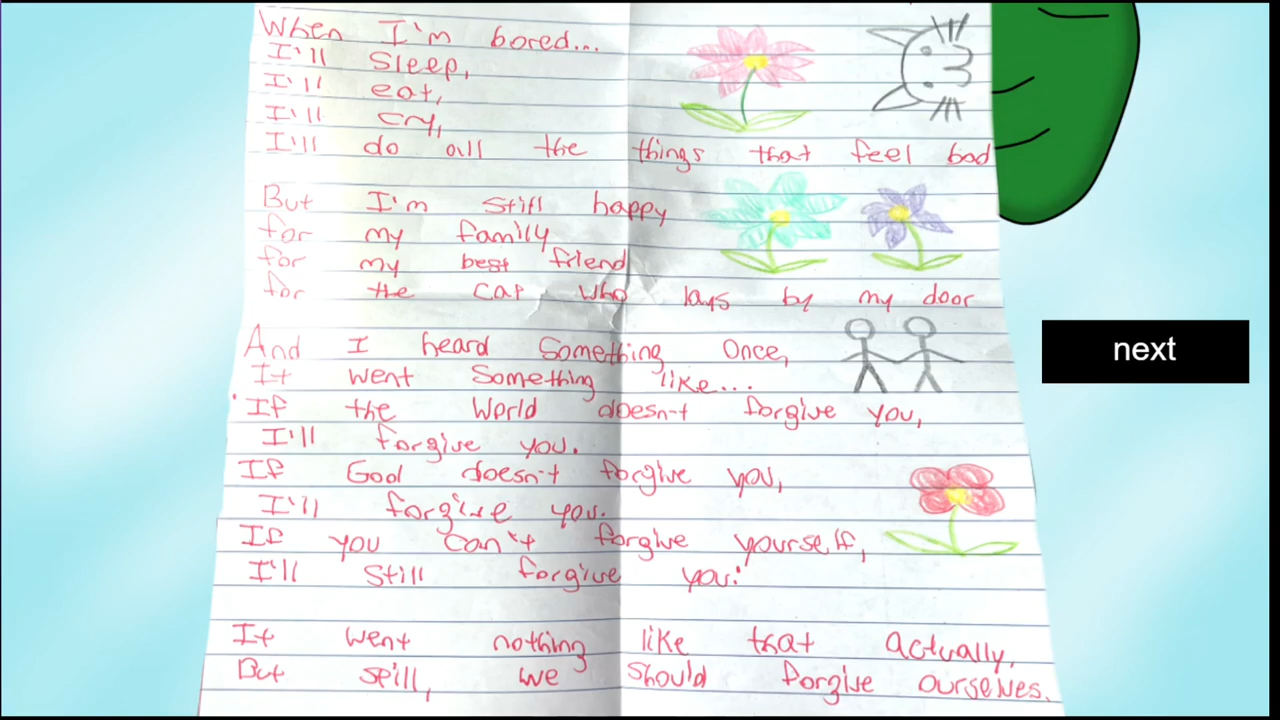 When I'm bored...
I'll sleep,
I'll eat,
I'll cry,
I'll do all the things that feel bad
But I'm still happy
for my family
for my best friend
for the cat who lays by my door
And I heard something once,
It went something like...
'If the world doesn't forgive you,
I'll forgive you.
If God doesn't forgive you,
I'll forgive you.
If you can't forgive yourself,
I'll still forgive you.'
It went nothing like that actually,
But spill, we should forgive ourselves.
next